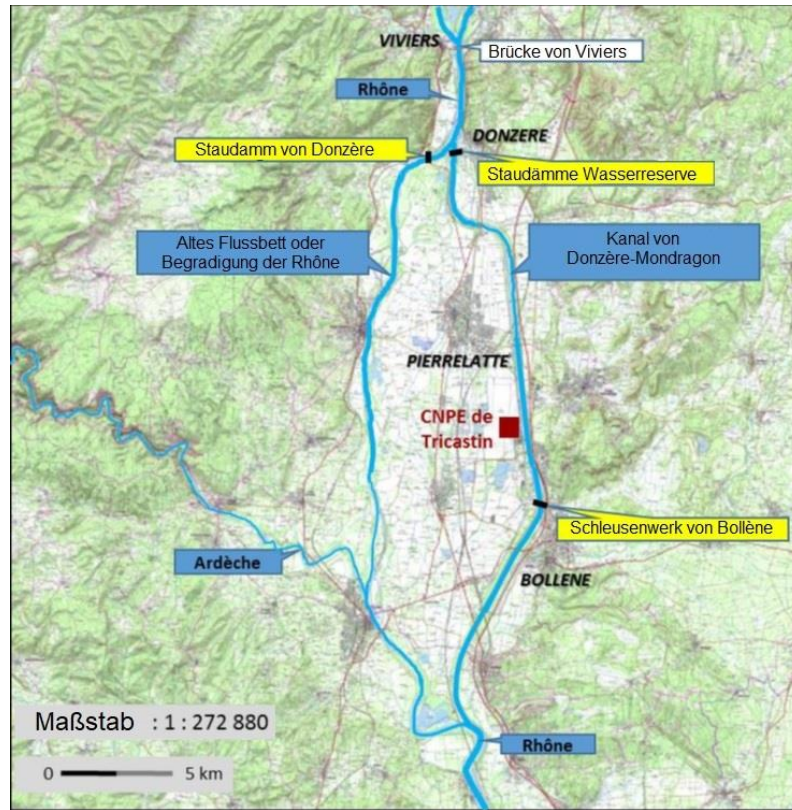 VIVIERS
Brücke von Viviers
Rhône
DONZERE
Staudamm von Donzère
Staudämme Wasserreserve
Altes Flussbett oder
Begradigung der Rhône
Kanal von
Donzère-Mondragon
PIERRELATTE
CNPE de
Tricastin
Schleusenwerk von Bollène
Ardèche
BOLLENE
Maßstab : 1 : 272 880
Rhône
0 5 km